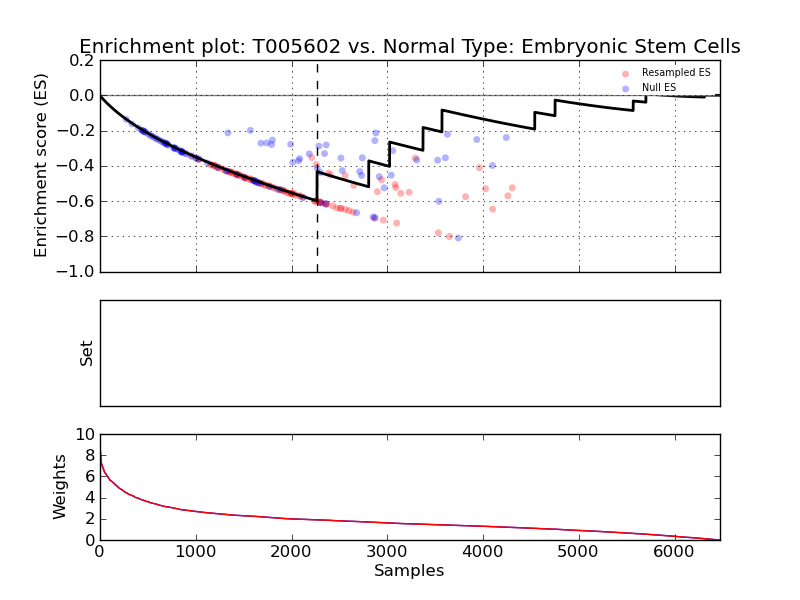 Enrichment plot: T005602 vs. Normal Type: Embryonic Stem Cells
Enrichment score (ES)
0.2
0.0
−0.2
−0.4
−0.6
−0.8
−1.0
Resampled ES
Null ES
Set
Weights
10
8
6
4
2
0
0 1000 2000 3000 4000 5000 6000
Samples